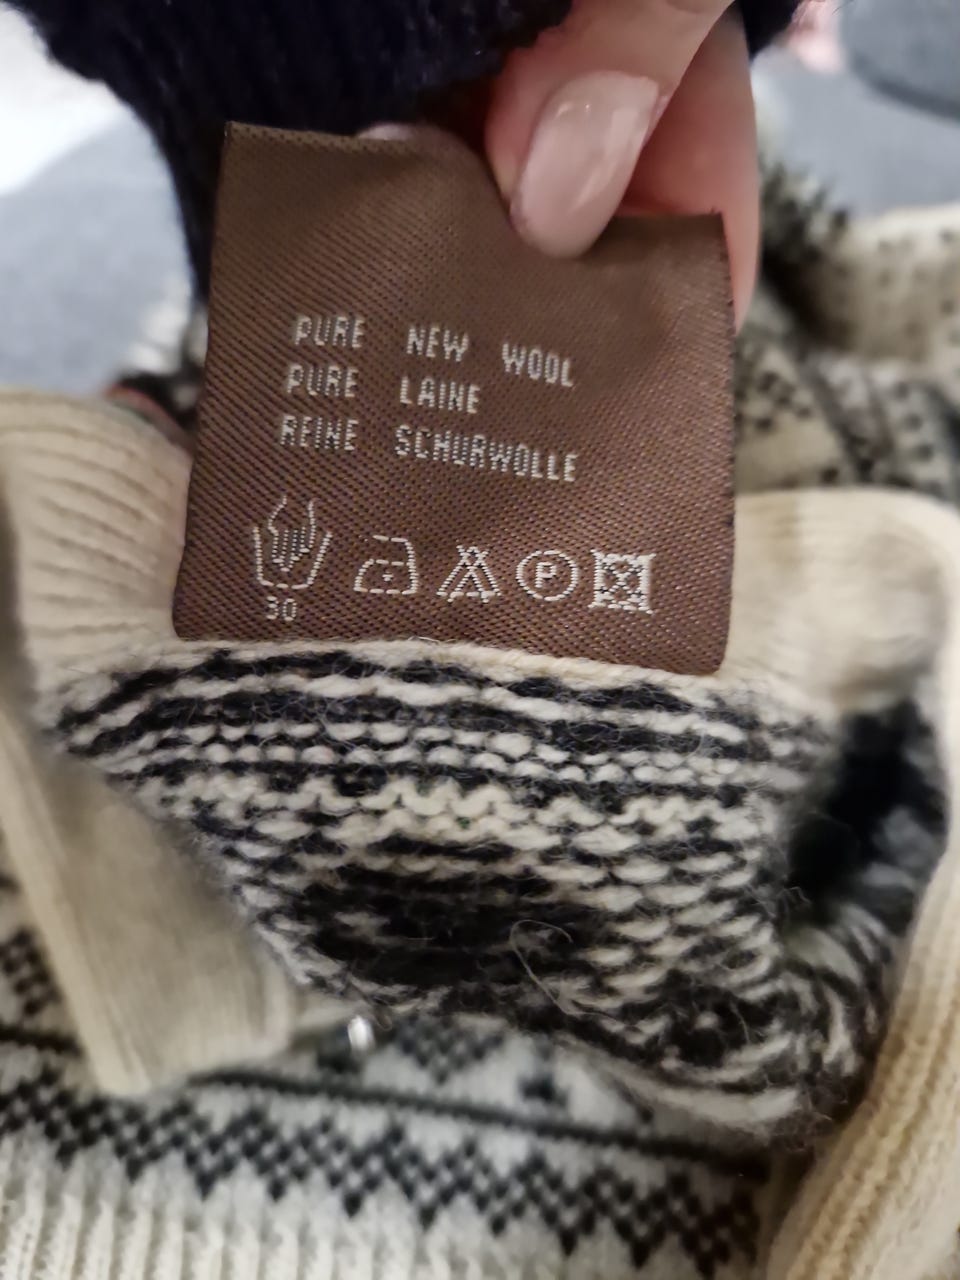 PURE NEW WOOL
PURE LAINE
REINE SCHURWOLLE
P
30